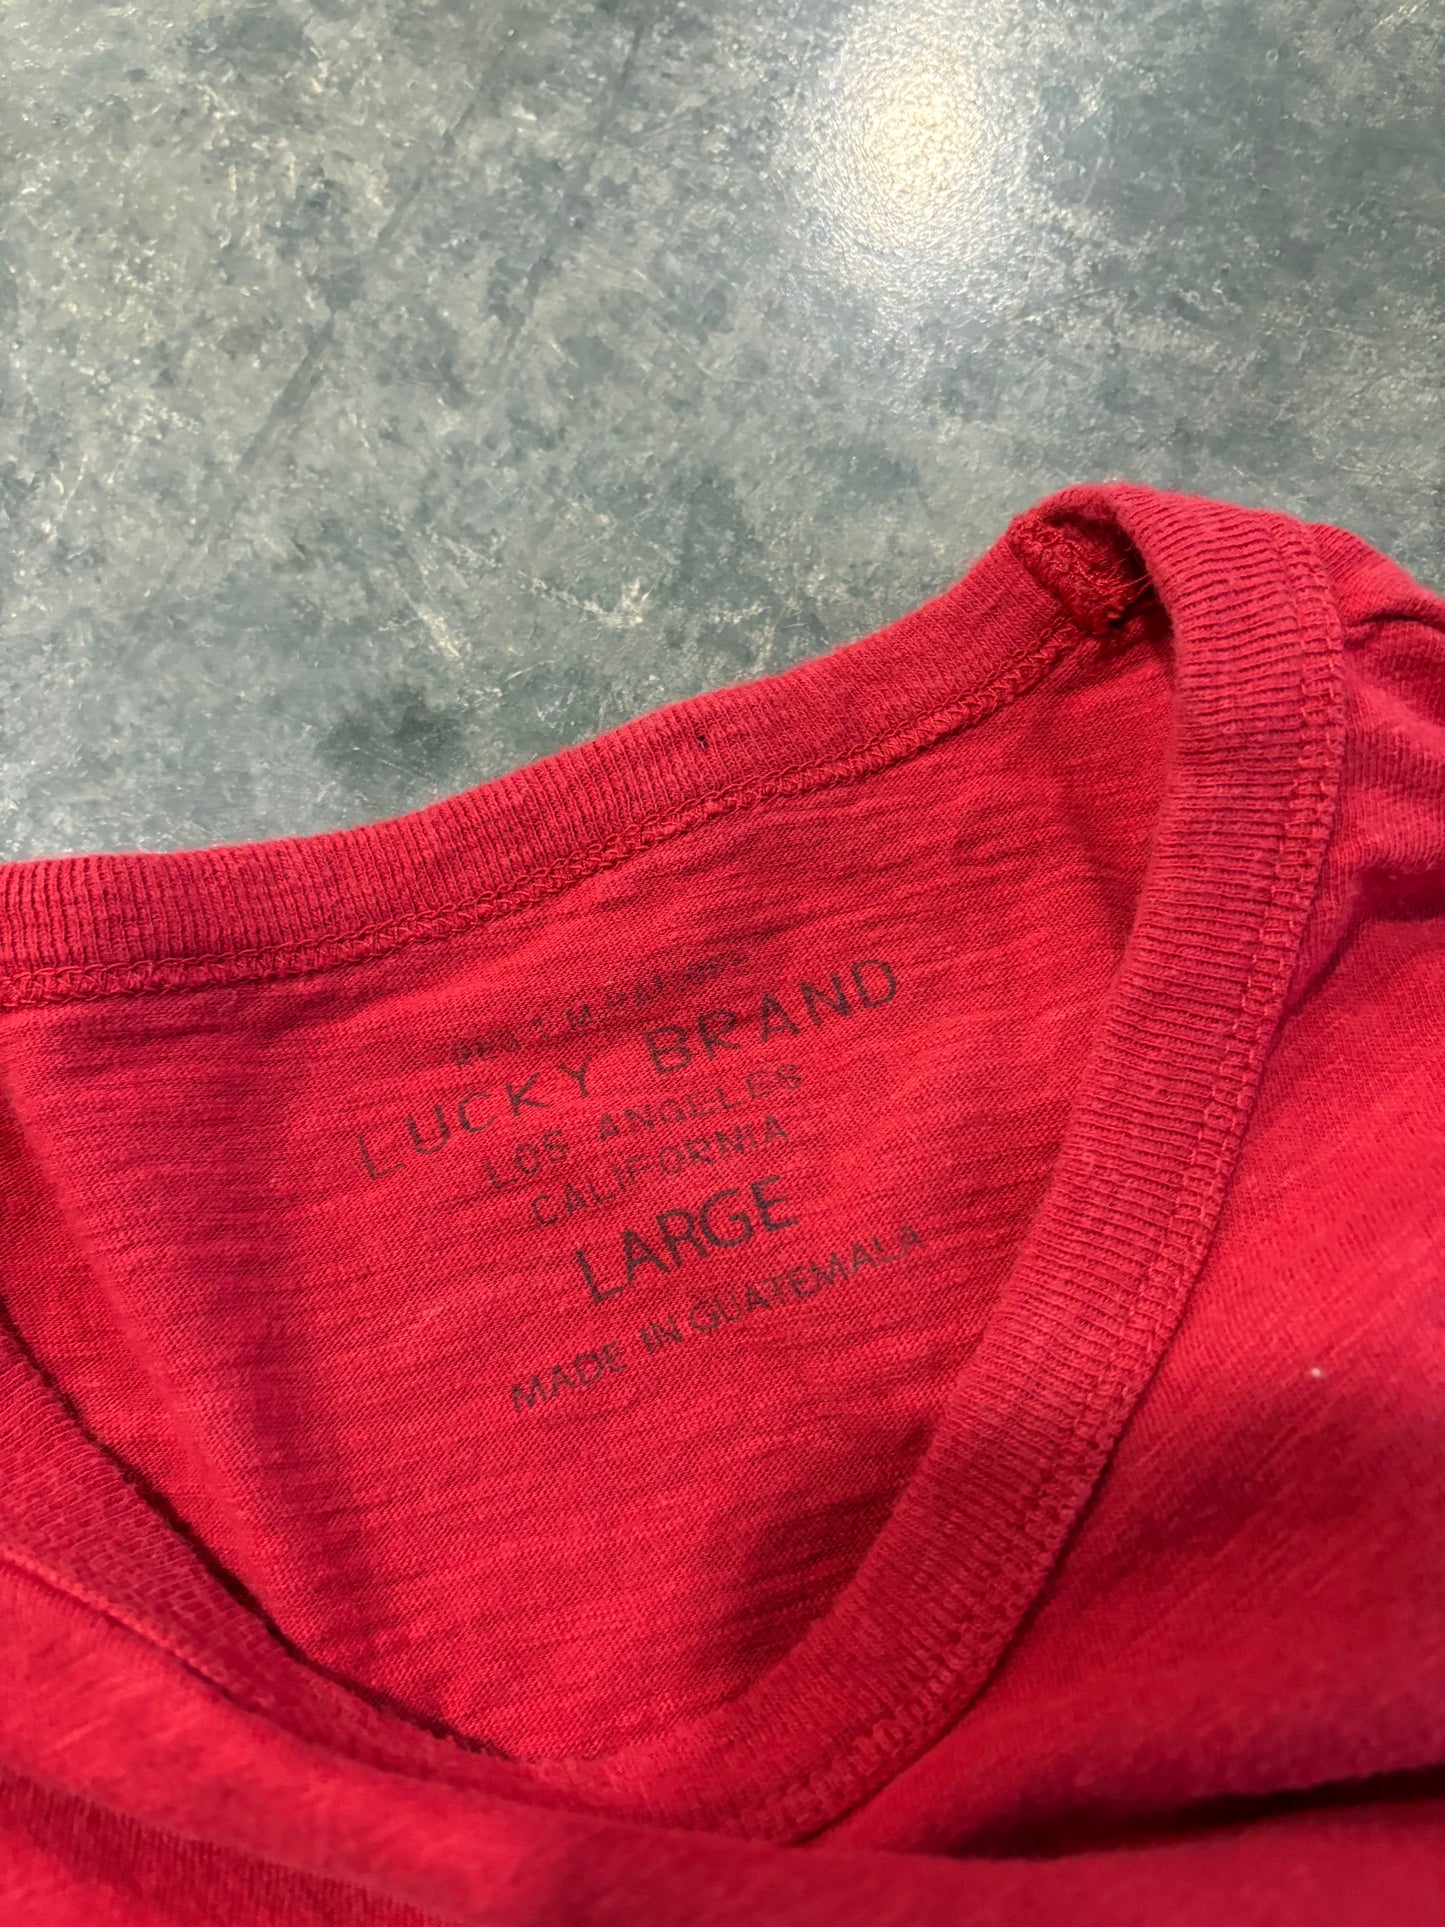 LUCKY BRAND
LOS ANGELES
CALIFORNIA
LARGE
MADE IN GUATEMALA